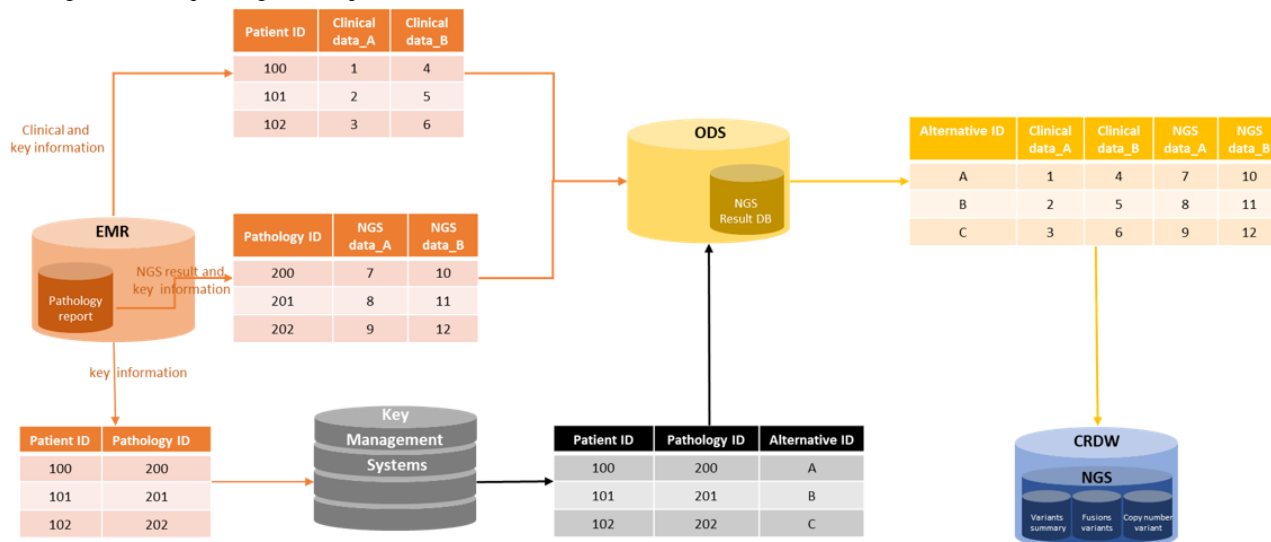 Patient ID Clinical data_A Clinical data_B
100 1 4
101 2 5
102 3 6
Clinical and
key information
EMR
Pathology
report
NGS result and
key information
Pathology ID NGS data_A NGS data_B
200 7 10
201 8 11
202 9 12
key information
Patient ID Pathology ID
100 200
101 201
102 202
Key
Management
Systems
Patient ID Pathology ID Alternative ID
100 200 A
101 201 B
102 202 C
ODS
NGS
Result DB
Alternative ID Clinical data_A Clinical data_B NGS data_A NGS data_B
A 1 4 7 10
B 2 5 8 11
C 3 6 9 12
CRDW
NGS
Variants
summary
Fusions
variants
Copy number
variant